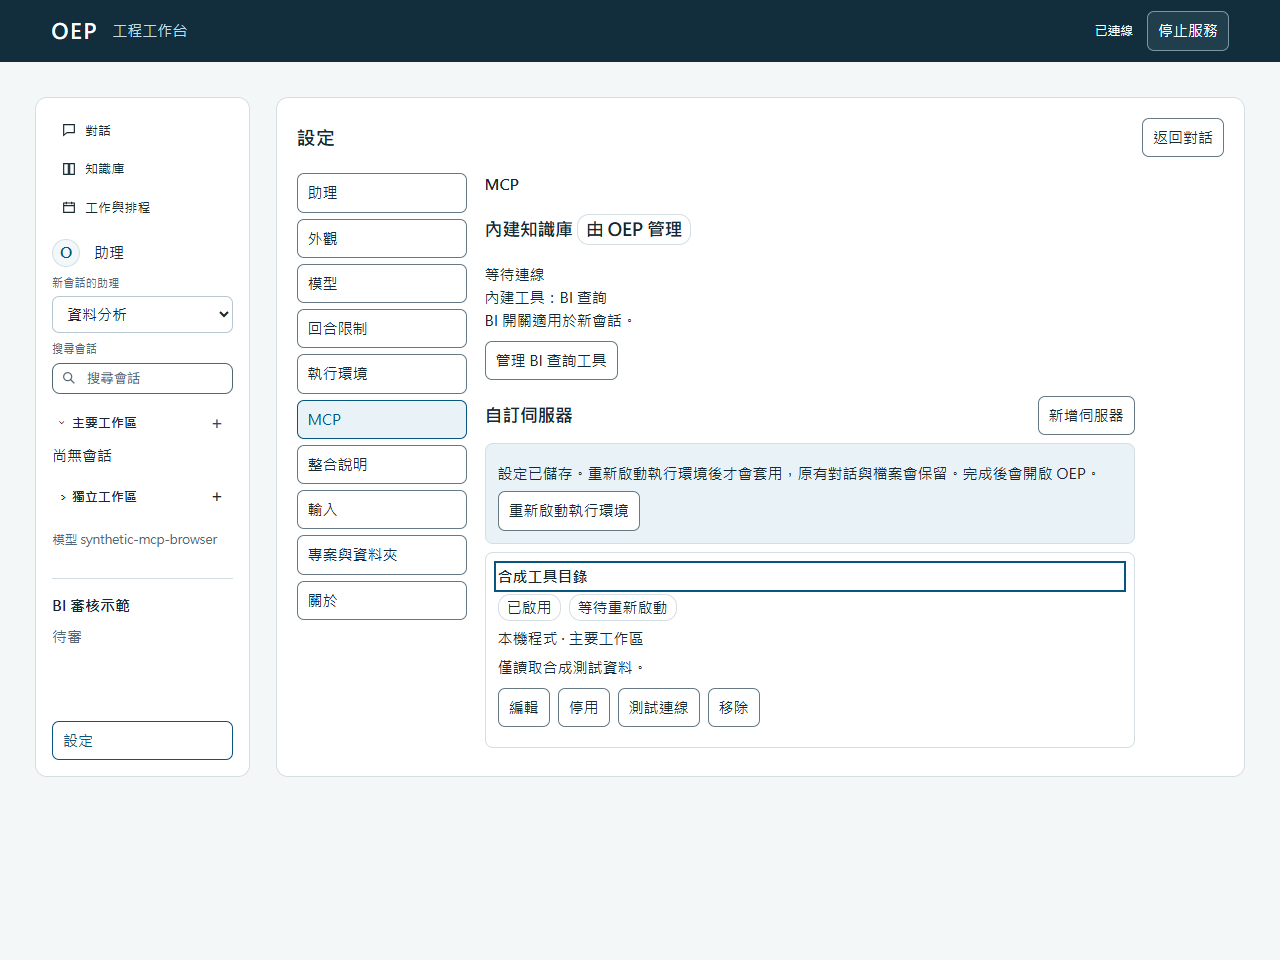 OEP 工程工作台
已連線
停止服務
對話
知識庫
工作與排程
O 助理
新會話的助理
資料分析
搜尋會話
搜尋會話
主要工作區 +
尚無會話
獨立工作區 +
模型 synthetic-mcp-browser
BI 審核示範
待審
設定
設定
返回對話
助理
外觀
模型
回合限制
執行環境
MCP
整合說明
輸入
專案與資料夾
關於
MCP
內建知識庫 由 OEP 管理
等待連線
內建工具：BI 查詢
BI 開關適用於新會話。
管理 BI 查詢工具
自訂伺服器
新增伺服器
設定已儲存。重新啟動執行環境後才會套用，原有對話與檔案會保留。完成後會開啟 OEP。
重新啟動執行環境
合成工具目錄
已啟用 等待重新啟動
本機程式 · 主要工作區
僅讀取合成測試資料。
編輯 停用 測試連線 移除